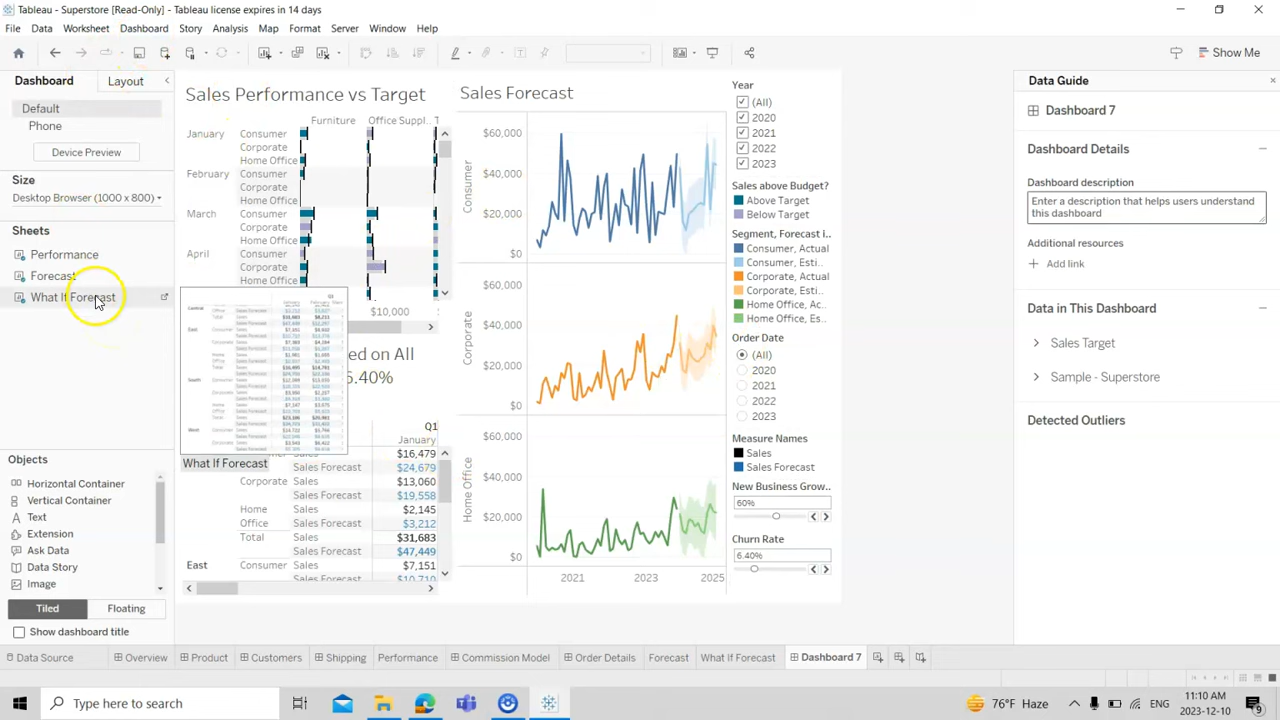 Tableau - Superstore [Read-Only] - Tableau license expires in 14 days
File Data Worksheet Dashboard Story Analysis Map Format Server Window Help
Show Me
Dashboard Layout
Default
Phone
Device Preview
Size
Desktop Browser (1000 x 800)
Sheets
Performance
Forecast
What If Forecast
Objects
Horizontal Container
Vertical Container
Text
Extension
Ask Data
Data Story
Image
Tiled Floating
Show dashboard title
Sales Performance vs Target
Furniture Office Suppl.. T
January Consumer
Corporate
Home Office
February Consumer
Corporate
Home Office
March Consumer
Corporate
Home Office
April Consumer
Corporate
Home Office
$10,000
What If Forecast
ed on All
5.40%
Q1
January
$16,479
Sales Forecast $24,679
Corporate Sales $13,060
Sales Forecast $19,558
Home Sales $2,145
Office Sales Forecast $3,212
Total Sales $31,683
Sales Forecast $47,449
East Consumer Sales $7,151
Sales Forecast $10,710
Sales Forecast
Consumer
$60,000
$40,000
$20,000
$0
Corporate
$60,000
$40,000
$20,000
$0
Home Office
$60,000
$40,000
$20,000
$0
2021 2023 2025
Year
(All)
2020
2021
2022
2023
Sales above Budget?
Above Target
Below Target
Segment, Forecast i..
Consumer, Actual
Consumer, Esti..
Corporate, Actual
Corporate, Esti..
Home Office, Act..
Home Office, Esti..
Order Date
(All)
2020
2021
2022
2023
Measure Names
Sales
Sales Forecast
New Business Grow..
60%
Churn Rate
6.40%
Data Guide
Dashboard 7
Dashboard Details
Dashboard description
Enter a description that helps users understand
this dashboard
Additional resources
Add link
Data in This Dashboard
Sales Target
Sample - Superstore
Detected Outliers
Data Source Overview Product Customers Shipping Performance Commission Model Order Details Forecast What If Forecast Dashboard 7
Type here to search
76°F Haze
ENG
11:10 AM
2023-12-10
9